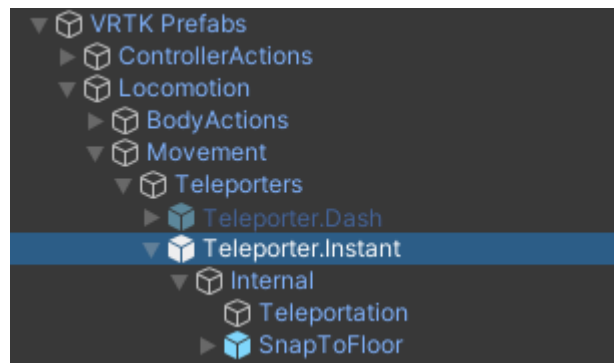 VRTK Prefabs
ControllerActions
Locomotion
BodyActions
Movement
Teleporters
Teleporter.Dash
Teleporter.Instant
Internal
Teleportation
SnapToFloor